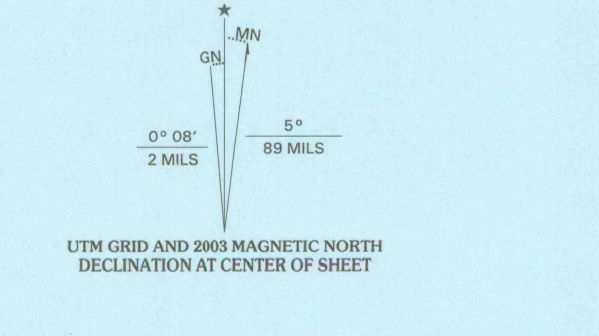 MN
GN
0° 08′
2 MILS
5°
89 MILS
UTM GRID AND 2003 MAGNETIC NORTH
DECLINATION AT CENTER OF SHEET